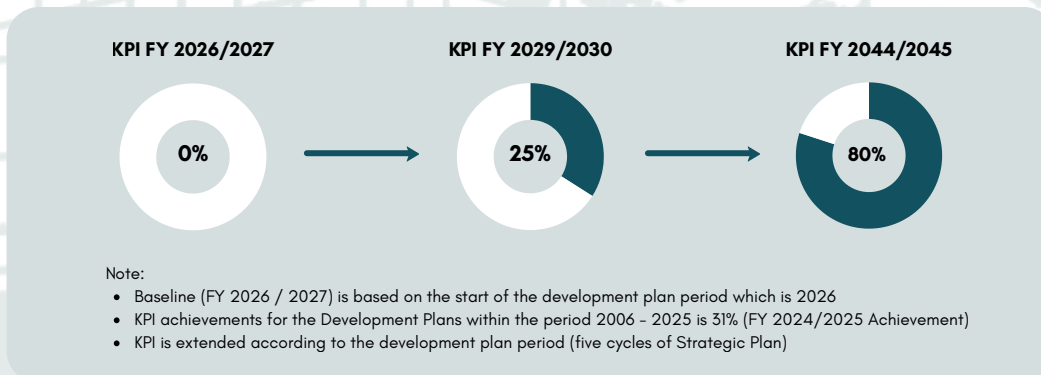 KPI FY 2026/2027 KPI FY 2029/2030 KPI FY 2044/2045
0% 25% 80%
Note:
• Baseline (FY 2026 / 2027) is based on the start of the development plan period which is 2026
• KPI achievements for the Development Plans within the period 2006 - 2025 is 31% (FY 2024/2025 Achievement)
• KPI is extended according to the development plan period (five cycles of Strategic Plan)